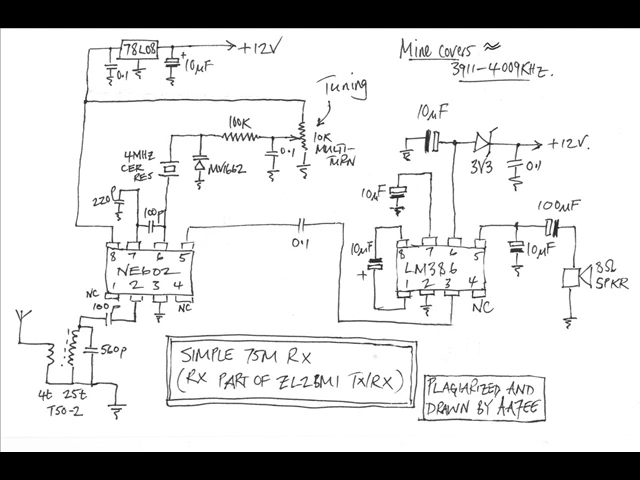 78L08
+12V
0.1
+
10µF
Mine covers ≈
3911-4009KHz.
Tuning
100K
10K
MULTI-
TURN
4MHz
CER
RES
MV1662
0.1
220p
100p
8 7 6 5
NE602
1 2 3 4
NC
NC
100p
560p
4t 25t
T50-2
0.1
10µF
3V3
+12V.
0.1
10µF
10µF
+
8 7 6 5
LM386
1 2 3 4
NC
100µF
10µF
8Ω
SPKR
SIMPLE 75M RX
(RX PART OF ZL2BMI TX/RX)
PLAGIARIZED AND
DRAWN BY AA7EE